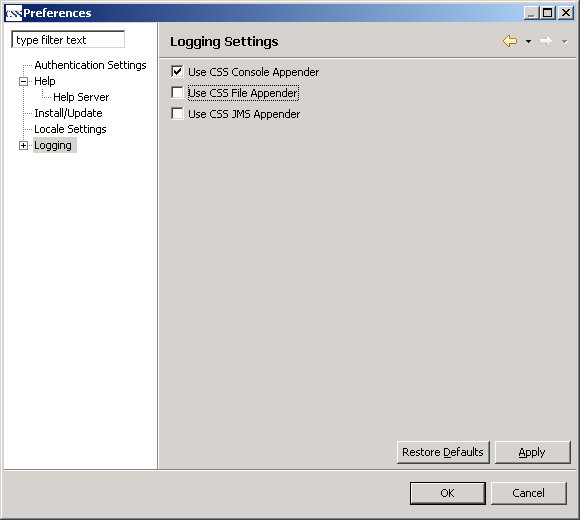 CSS Preferences
type filter text
Authentication Settings
Help
Help Server
Install/Update
Locale Settings
Logging
Logging Settings
Use CSS Console Appender
Use CSS File Appender
Use CSS JMS Appender
Restore Defaults
Apply
OK
Cancel